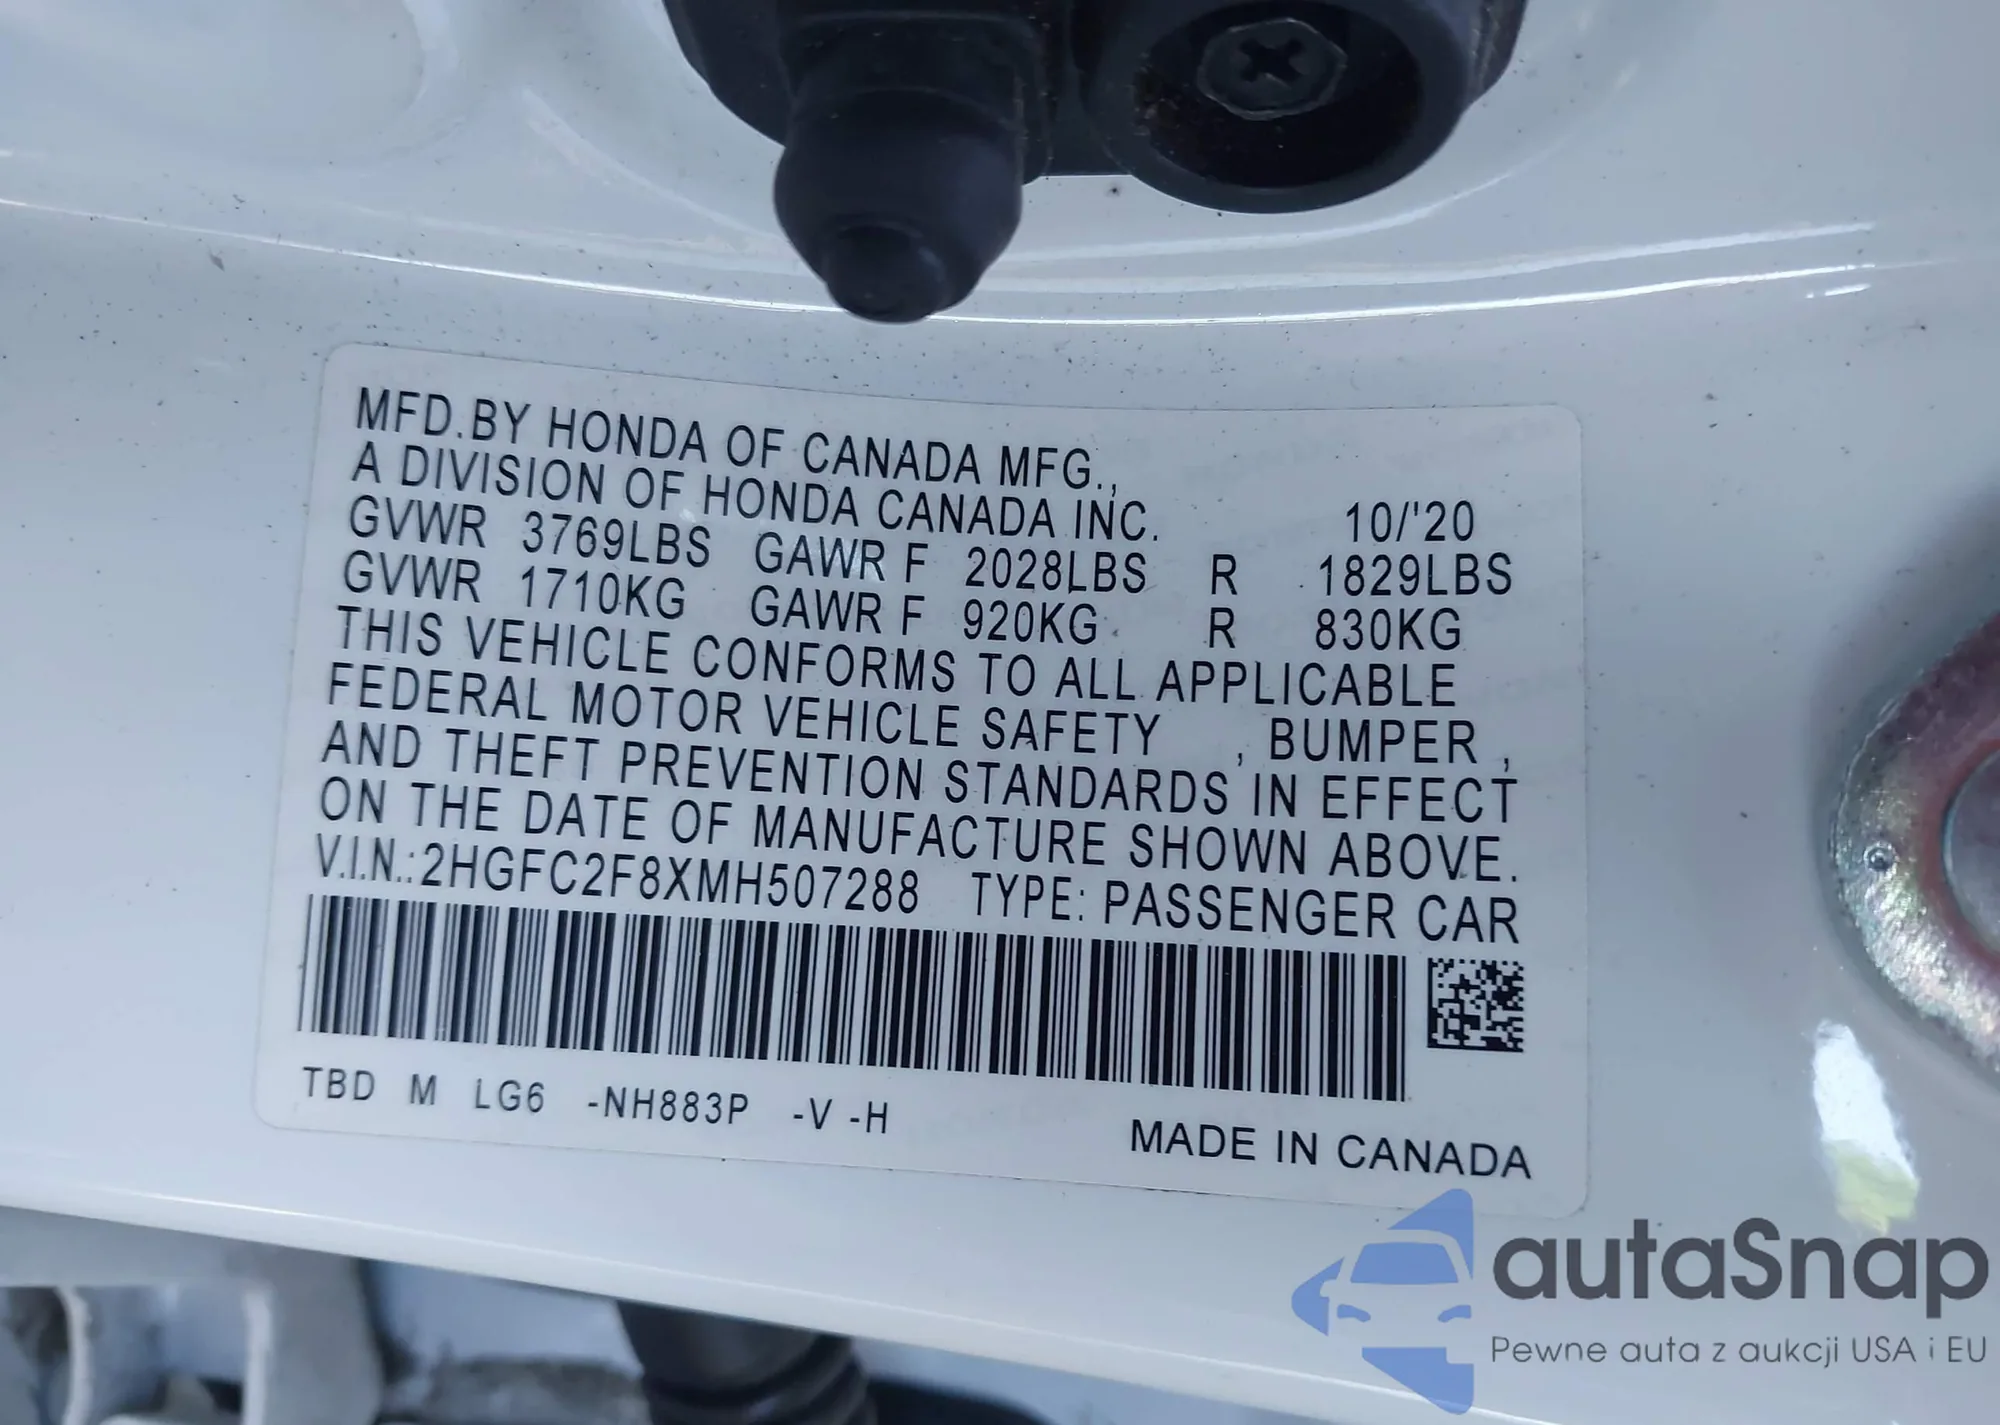 MFD.BY HONDA OF CANADA MFG.,
A DIVISION OF HONDA CANADA INC. 10/'20
GVWR 3769LBS GAWR F 2028LBS R 1829LBS
GVWR 1710KG GAWR F 920KG R 830KG
THIS VEHICLE CONFORMS TO ALL APPLICABLE
FEDERAL MOTOR VEHICLE SAFETY , BUMPER ,
AND THEFT PREVENTION STANDARDS IN EFFECT
ON THE DATE OF MANUFACTURE SHOWN ABOVE.
V.I.N.:2HGFC2F8XMH507288 TYPE: PASSENGER CAR
TBD M LG6 -NH883P -V -H
MADE IN CANADA
autaSnap
Pewne auta z aukcji USA i EU